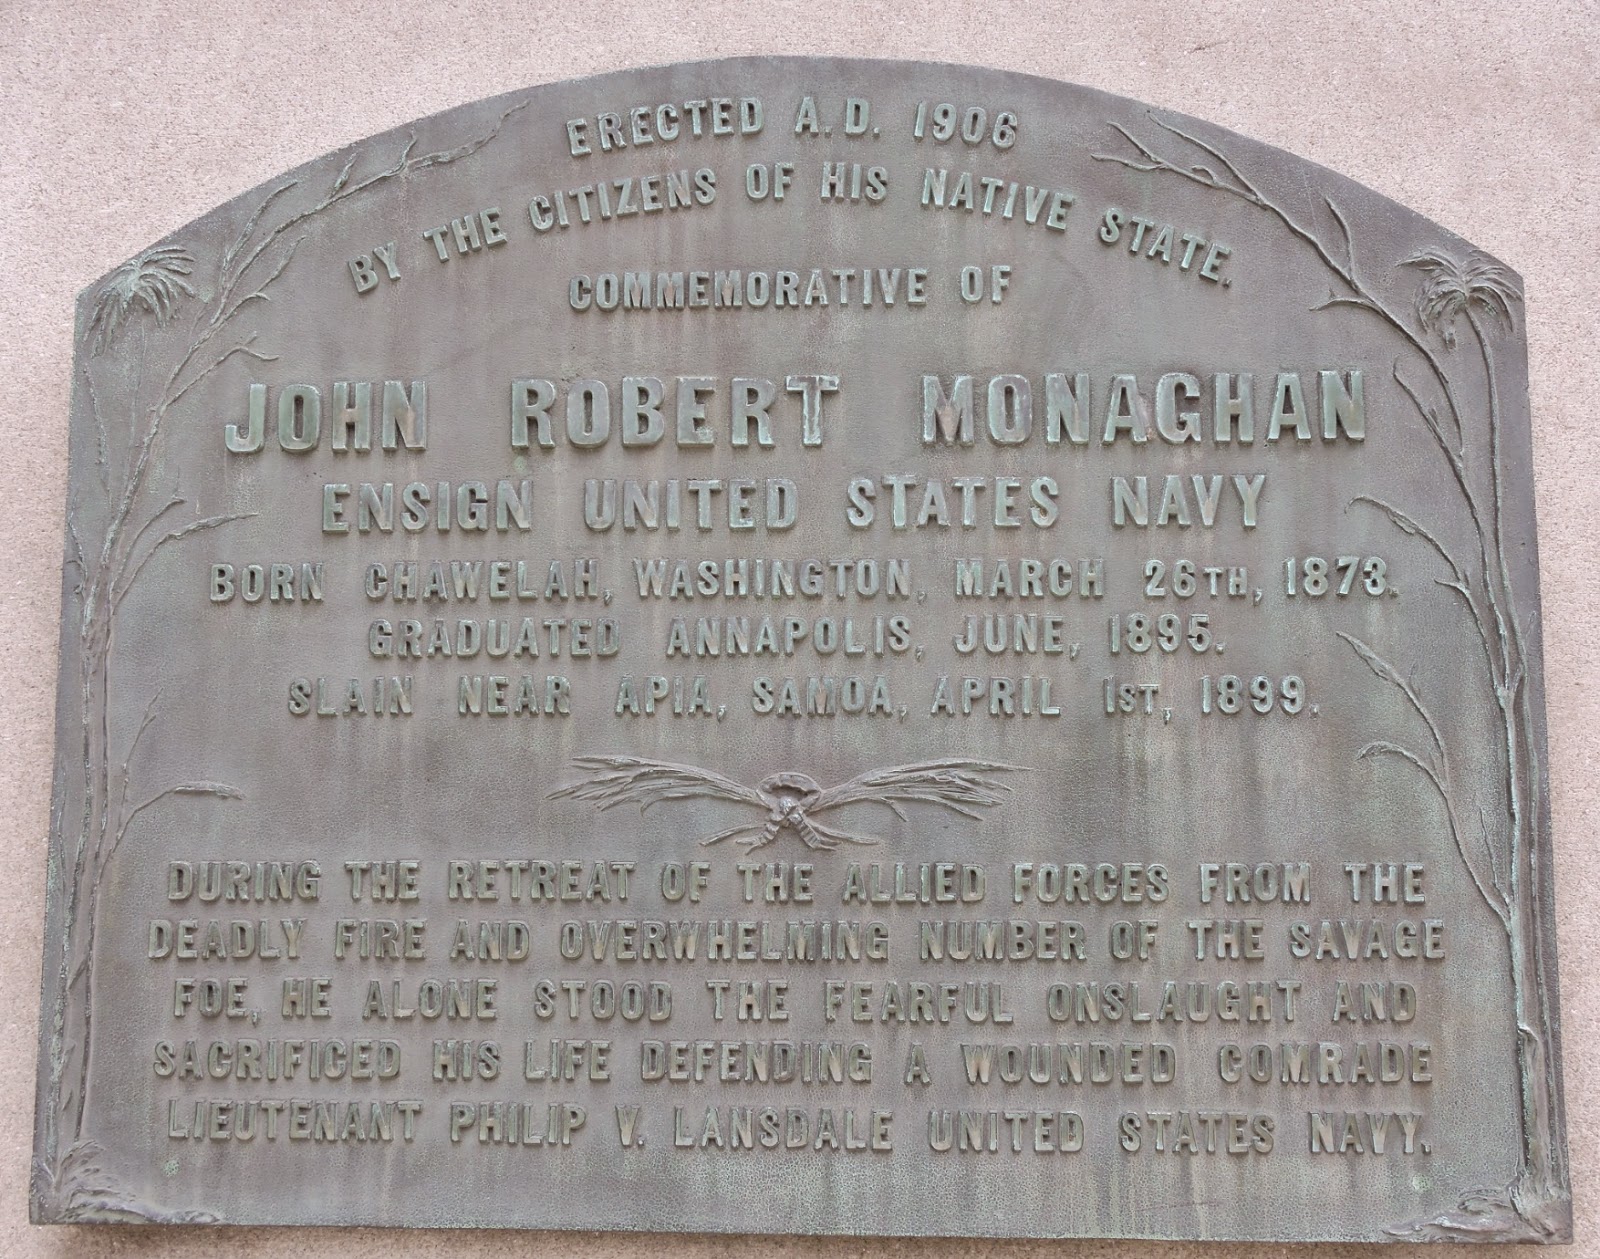 ERECTED A.D. 1906
BY THE CITIZENS OF HIS NATIVE STATE.
COMMEMORATIVE OF
JOHN ROBERT MONAGHAN
ENSIGN UNITED STATES NAVY
BORN CHAWELAH, WASHINGTON, MARCH 26TH, 1873.
GRADUATED ANNAPOLIS, JUNE, 1895.
SLAIN NEAR APIA, SAMOA, APRIL 1ST, 1899.
DURING THE RETREAT OF THE ALLIED FORCES FROM THE
DEADLY FIRE AND OVERWHELMING NUMBER OF THE SAVAGE
FOE, HE ALONE STOOD THE FEARFUL ONSLAUGHT AND
SACRIFICED HIS LIFE DEFENDING A WOUNDED COMRADE
LIEUTENANT PHILIP V. LANSDALE UNITED STATES NAVY.